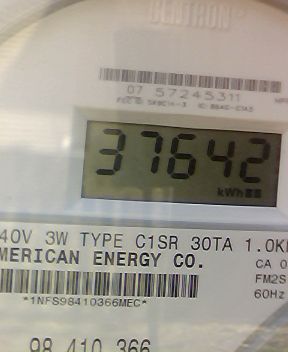 CENTRON
07 57245311
37642
kWh
40V 3W TYPE C1SR 30TA 1.0K
MERICAN ENERGY CO.
CA 0
FM2S
60Hz
*1NFS98410366MEC*
98 410 366